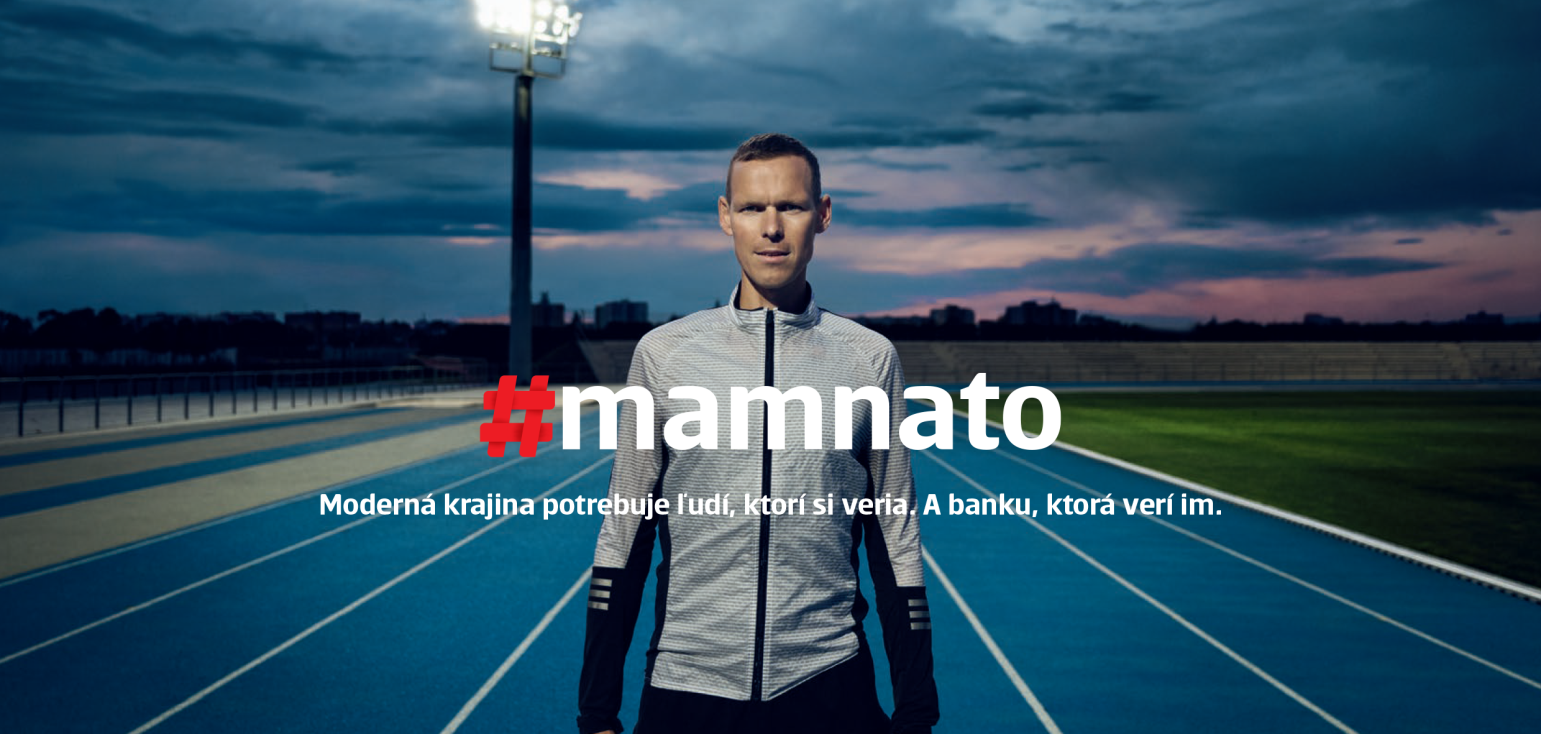 #mamnato
Moderná krajina potrebuje ľudí, ktorí si veria. A banku, ktorá verí im.